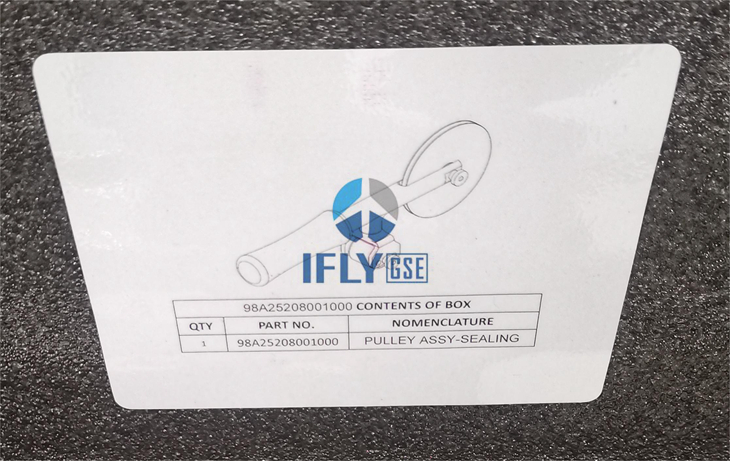 IFLY GSE
98A25208001000 CONTENTS OF BOX
QTY PART NO. NOMENCLATURE
1 98A25208001000 PULLEY ASSY-SEALING